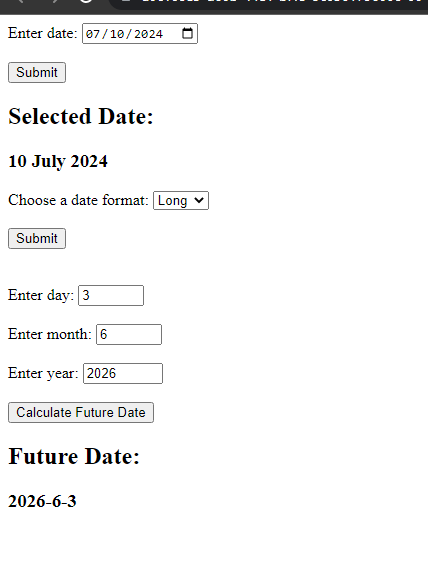 Enter date: 07/10/2024
Submit
Selected Date:
10 July 2024
Choose a date format: Long
Submit
Enter day: 3
Enter month: 6
Enter year: 2026
Calculate Future Date
Future Date:
2026-6-3